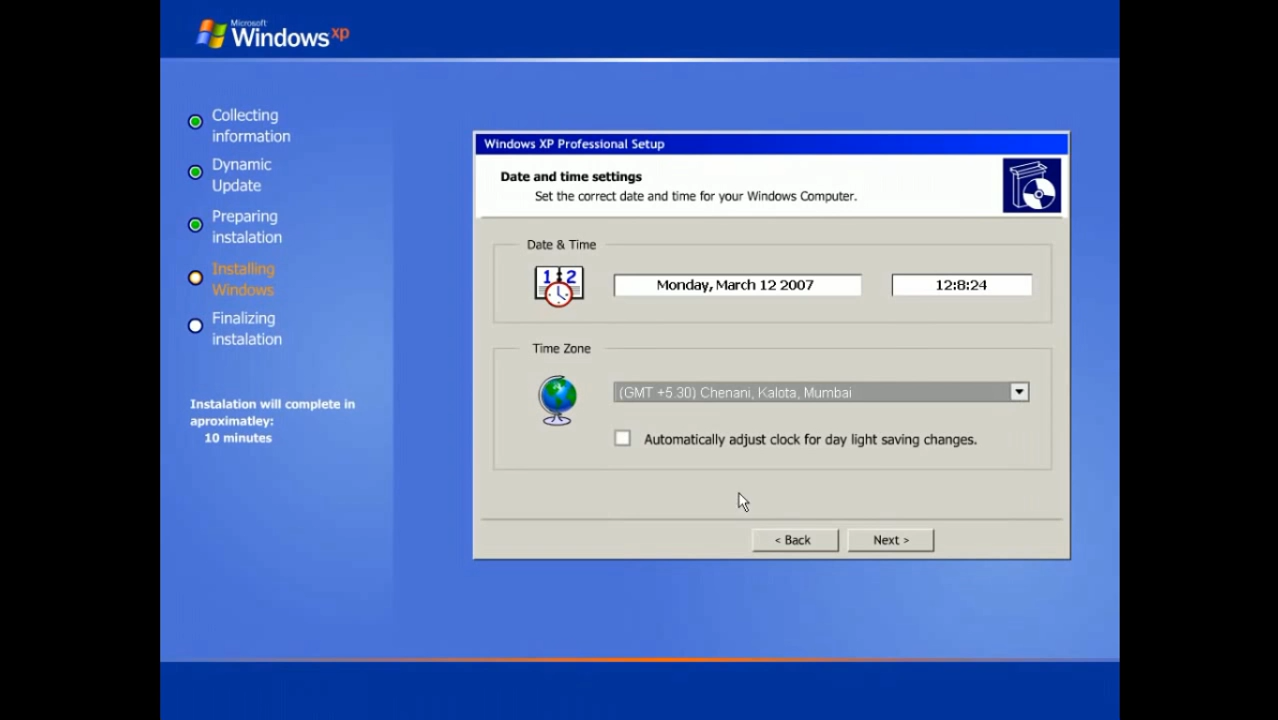 Microsoft
Windows xp
Collecting
information
Dynamic
Update
Preparing
instalation
Installing
Windows
Finalizing
instalation
Instalation will complete in
aproximatley:
10 minutes
Windows XP Professional Setup
Date and time settings
Set the correct date and time for your Windows Computer.
Date & Time
1 2
Monday, March 12 2007
12:8:24
Time Zone
(GMT +5.30) Chenani, Kalota, Mumbai
Automatically adjust clock for day light saving changes.
< Back
Next >